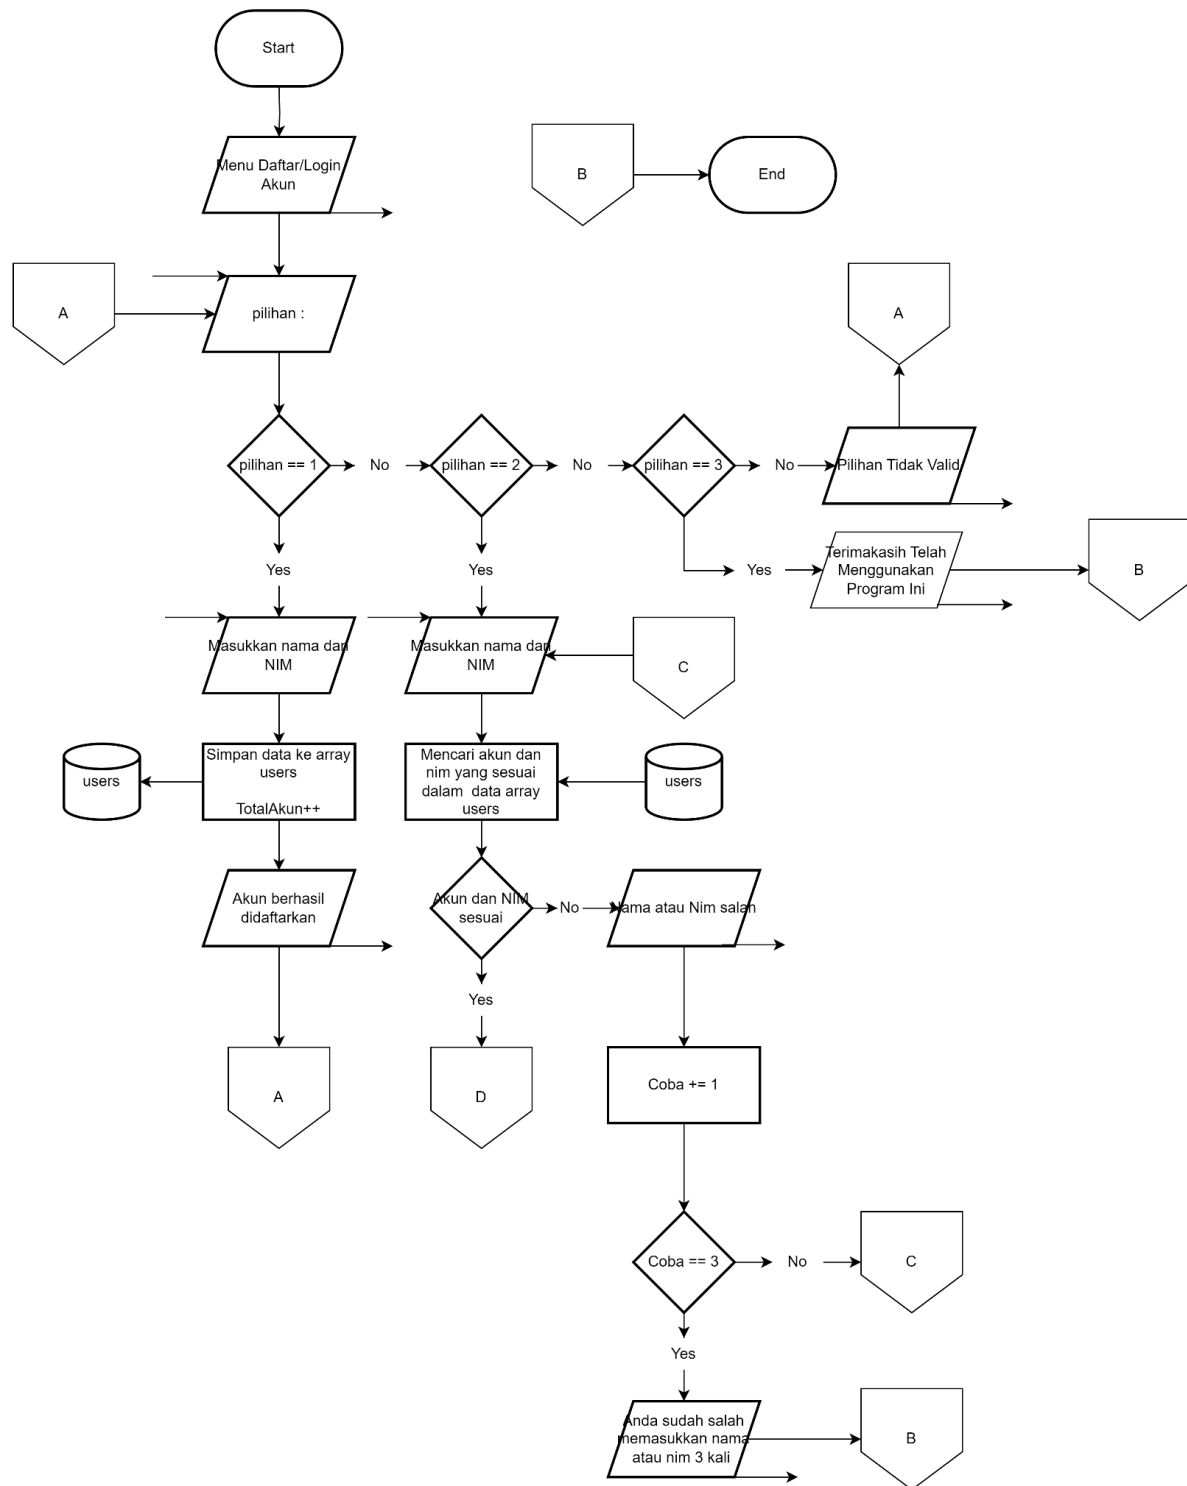 Start
Menu Daftar/Login
Akun
B
End
A
pilihan :
A
pilihan == 1
No
pilihan == 2
No
pilihan == 3
No
Pilihan Tidak Valid
Yes
Yes
Yes
Terimakasih Telah
Menggunakan
Program Ini
B
Masukkan nama dan
NIM
Masukkan nama dan
NIM
C
users
Simpan data ke array
users
TotalAkun++
Mencari akun dan
nim yang sesuai
dalam data array
users
users
Akun berhasil
didaftarkan
Akun dan NIM
sesuai
No
Nama atau Nim salah
Yes
A
D
Coba += 1
Coba == 3
No
C
Yes
Anda sudah salah
memasukkan nama
atau nim 3 kali
B